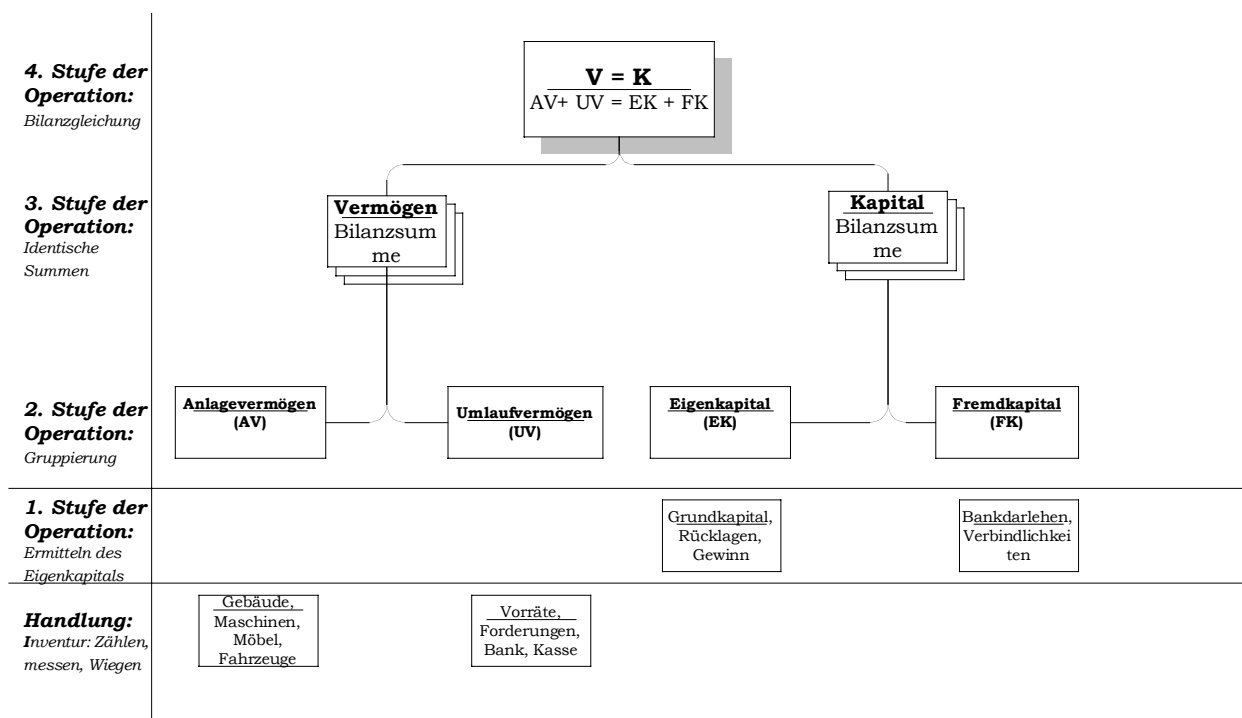 4. Stufe der
Operation:
Bilanzgleichung
V = K
AV+ UV = EK + FK
3. Stufe der
Operation:
Identische
Summen
Vermögen
Bilanzsum
me
Kapital
Bilanzsum
me
2. Stufe der
Operation:
Gruppierung
Anlagevermögen
(AV)
Umlaufvermögen
(UV)
Eigenkapital
(EK)
Fremdkapital
(FK)
1. Stufe der
Operation:
Ermitteln des
Eigenkapitals
Grundkapital,
Rücklagen,
Gewinn
Bankdarlehen,
Verbindlichkei
ten
Handlung:
Inventur: Zählen,
messen, Wiegen
Gebäude,
Maschinen,
Möbel,
Fahrzeuge
Vorräte,
Forderungen,
Bank, Kasse